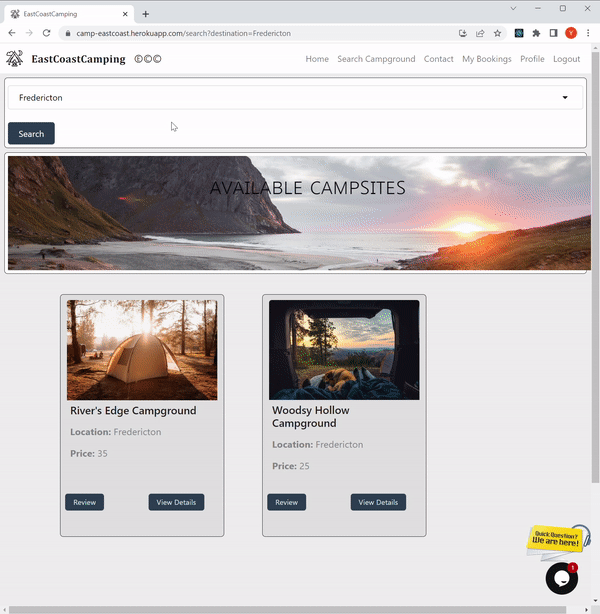 EastCoastCamping
camp-eastcoast.herokuapp.com/search?destination=Fredericton
Y
EastCoastCamping ©©©
Home Search Campground Contact My Bookings Profile Logout
Fredericton
Search
AVAILABLE CAMPSITES
River's Edge Campground
Location: Fredericton
Price: 35
Review View Details
Woodsy Hollow
Campground
Location: Fredericton
Price: 25
Review View Details
Quick Question?
We are here!
1